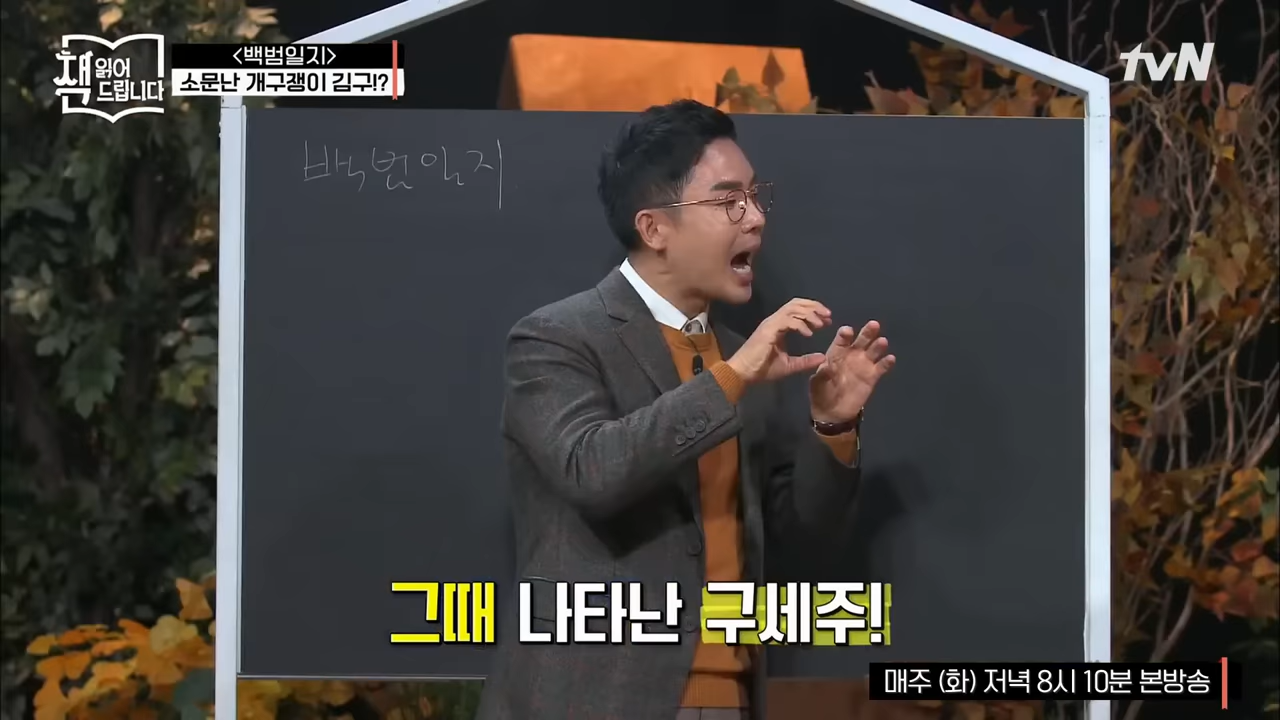 책 읽어
드립니다
<백범일지>
소문난 개구쟁이 김구!?
tvN
백범일지
그때 나타난 구세주!
매주 (화) 저녁 8시 10분 본방송